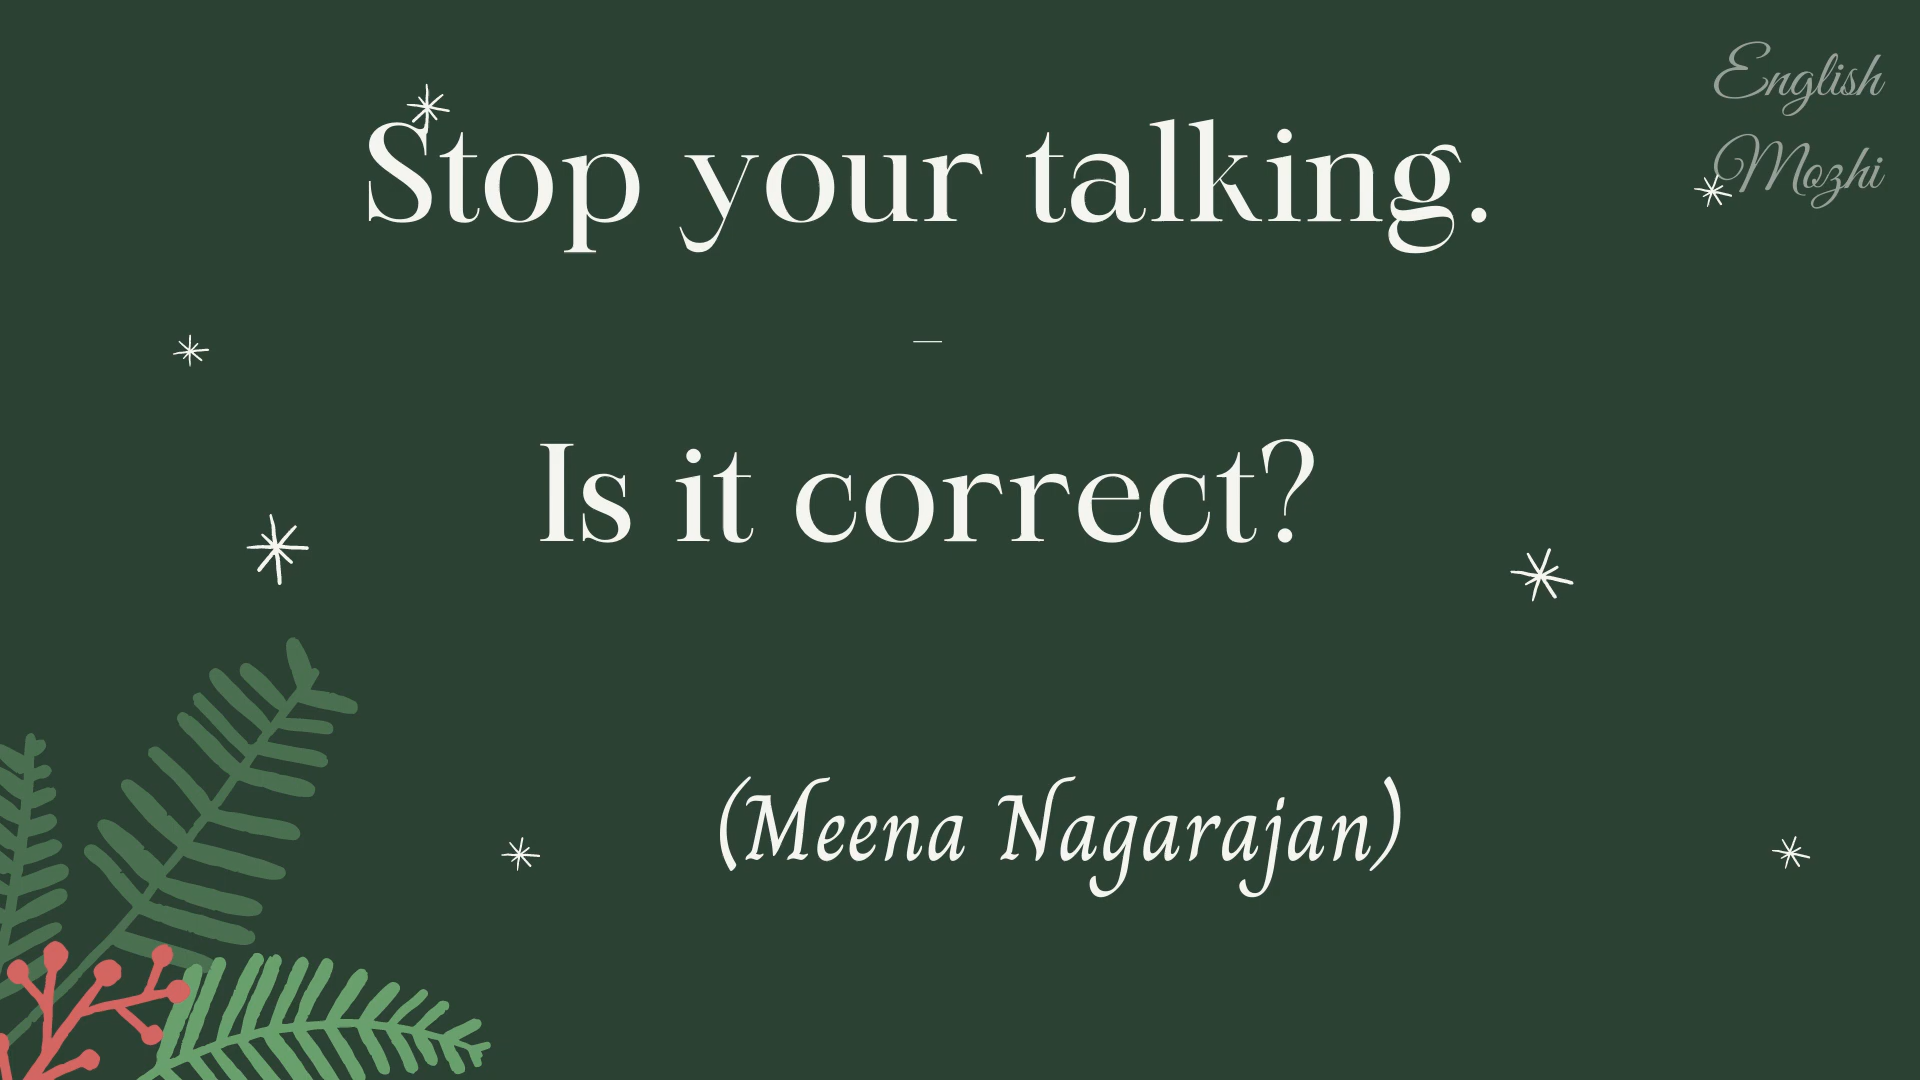 Stop your talking.
—
Is it correct?
(Meena Nagarajan)
English
Mozhi